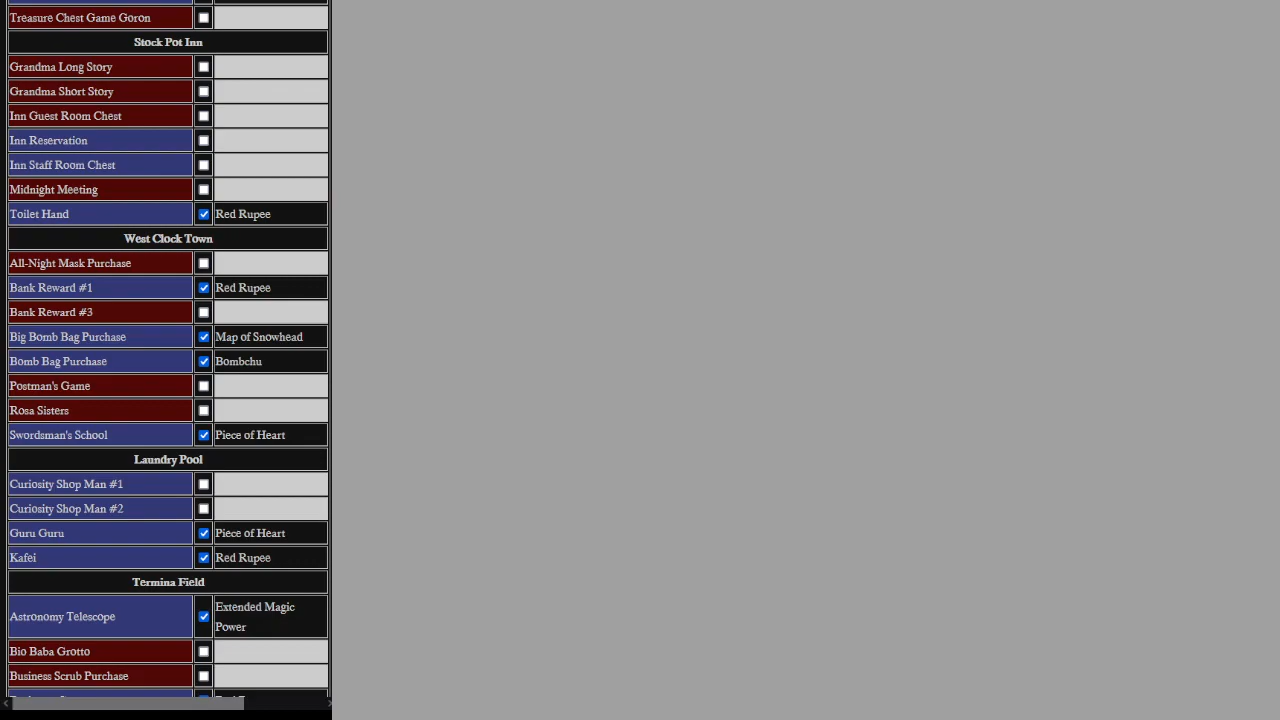 Treasure Chest Game Goron
Stock Pot Inn
Grandma Long Story
Grandma Short Story
Inn Guest Room Chest
Inn Reservation
Inn Staff Room Chest
Midnight Meeting
Toilet Hand Red Rupee
West Clock Town
All-Night Mask Purchase
Bank Reward #1 Red Rupee
Bank Reward #3
Big Bomb Bag Purchase Map of Snowhead
Bomb Bag Purchase Bombchu
Postman's Game
Rosa Sisters
Swordsman's School Piece of Heart
Laundry Pool
Curiosity Shop Man #1
Curiosity Shop Man #2
Guru Guru Piece of Heart
Kafei Red Rupee
Termina Field
Astronomy Telescope Extended Magic
Power
Bio Baba Grotto
Business Scrub Purchase